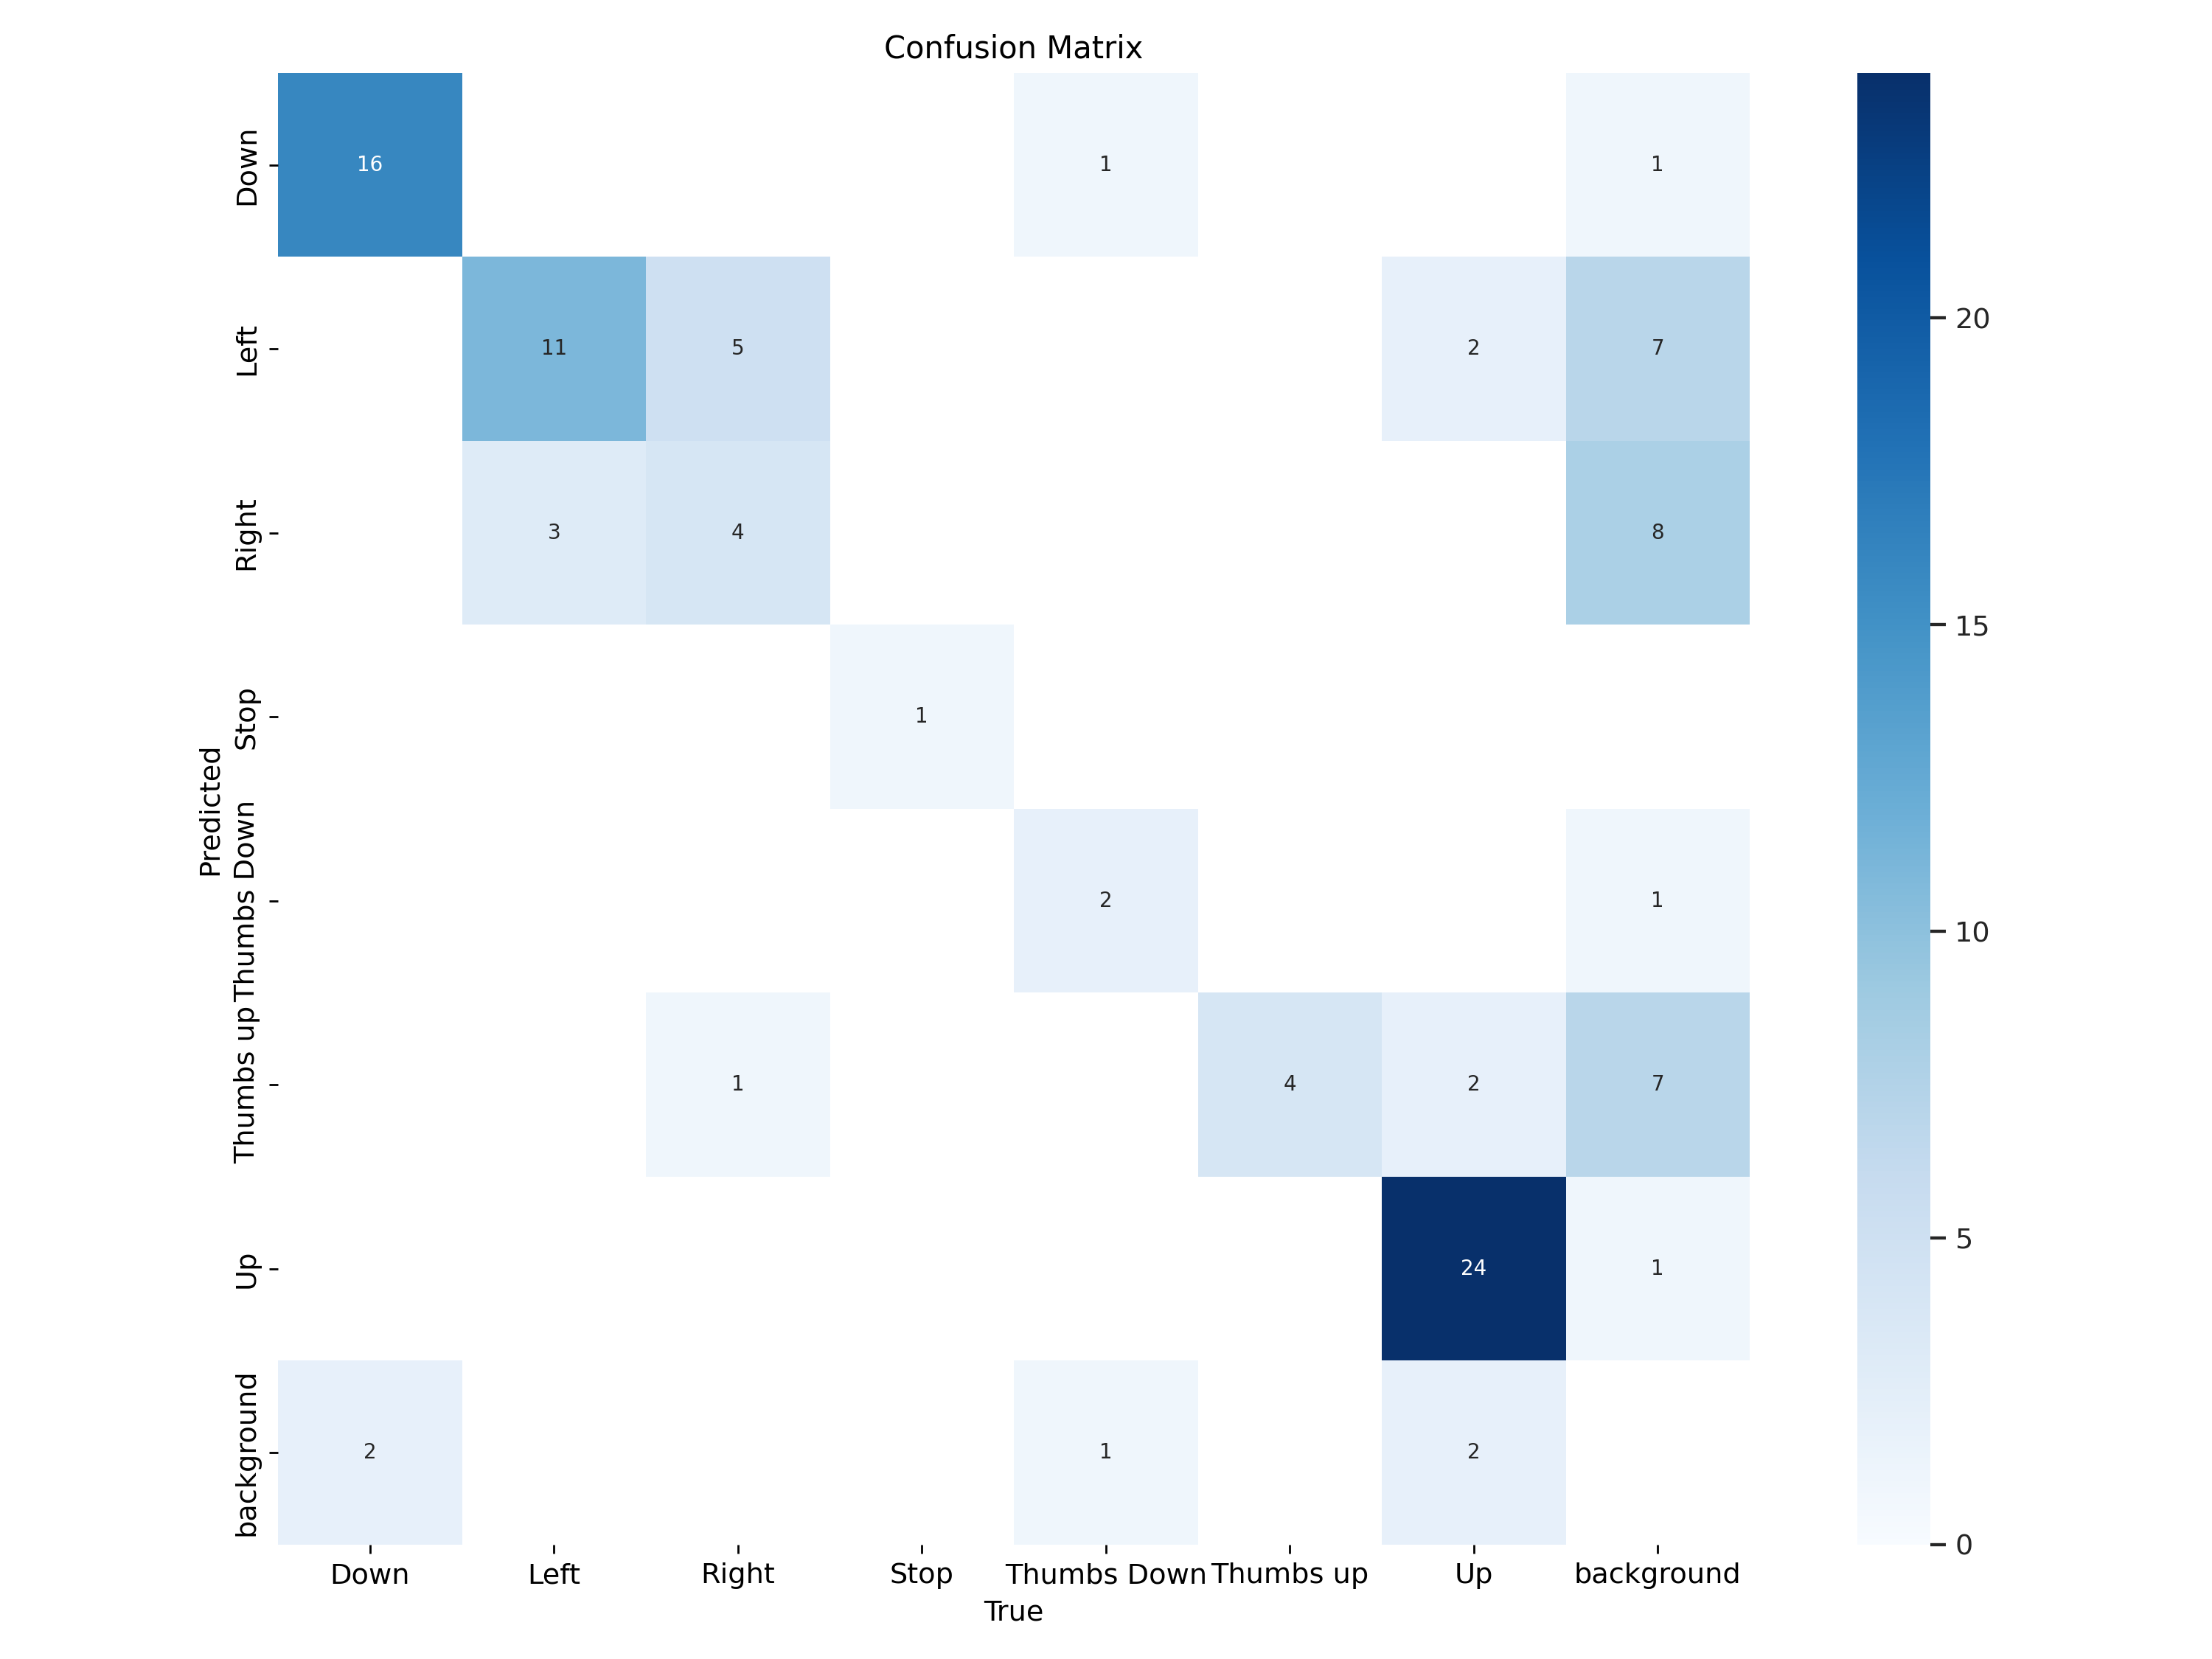 Confusion Matrix
Down
16
1
1
Left
11
5
2
7
20
Right
3
4
8
15
Stop
1
Predicted
Thumbs Down
2
1
10
Thumbs up
1
4
2
7
Up
24
1
5
background
2
1
2
0
Down Left Right Stop Thumbs Down Thumbs up Up background
True